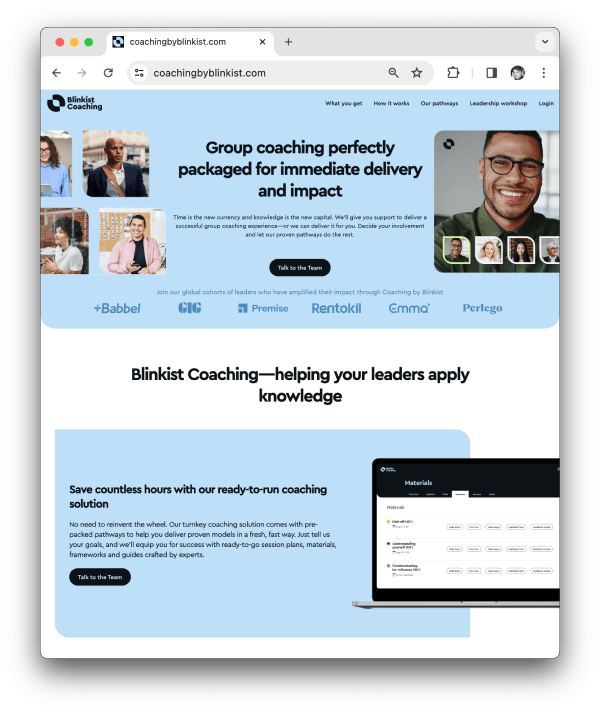 coachingbyblinkist.com
coachingbyblinkist.com
Blinkist
Coaching
What you get How it works Our pathways Leadership workshop Login
Group coaching perfectly
packaged for immediate delivery
and impact
Time is the new currency and knowledge is the new capital. We'll give you support to deliver a
successful group coaching experience—or we can deliver it for you. Decide your involvement
and let our proven pathways do the rest.
Talk to the Team
Join our global cohorts of leaders who have amplified their impact through Coaching by Blinkist
+Babbel GIG Premise Rentokil emma Perlego
Blinkist Coaching—helping your leaders apply
knowledge
Save countless hours with our ready-to-run coaching
solution
No need to reinvent the wheel. Our turnkey coaching solution comes with pre-
packed pathways to help you deliver proven models in a fresh, fast way. Just tell us
your goals, and we'll equip you for success with ready-to-go session plans, materials,
frameworks and guides crafted by experts.
Talk to the Team
Materials
Materials
Materials
Kick-off (60')
Understanding
yourself (90')
Communicating
for influence (90')